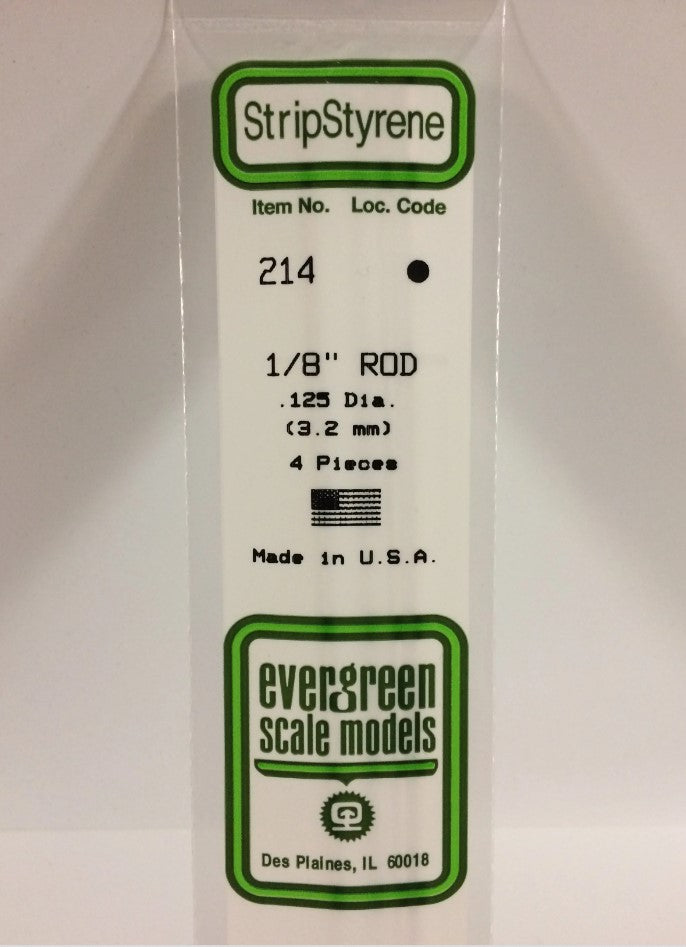 StripStyrene
Item No. Loc. Code
214 ●
1/8" ROD
.125 Dia.
(3.2 mm)
4 Pieces
Made in U.S.A.
evergreen
scale models
Des Plaines, IL 60018